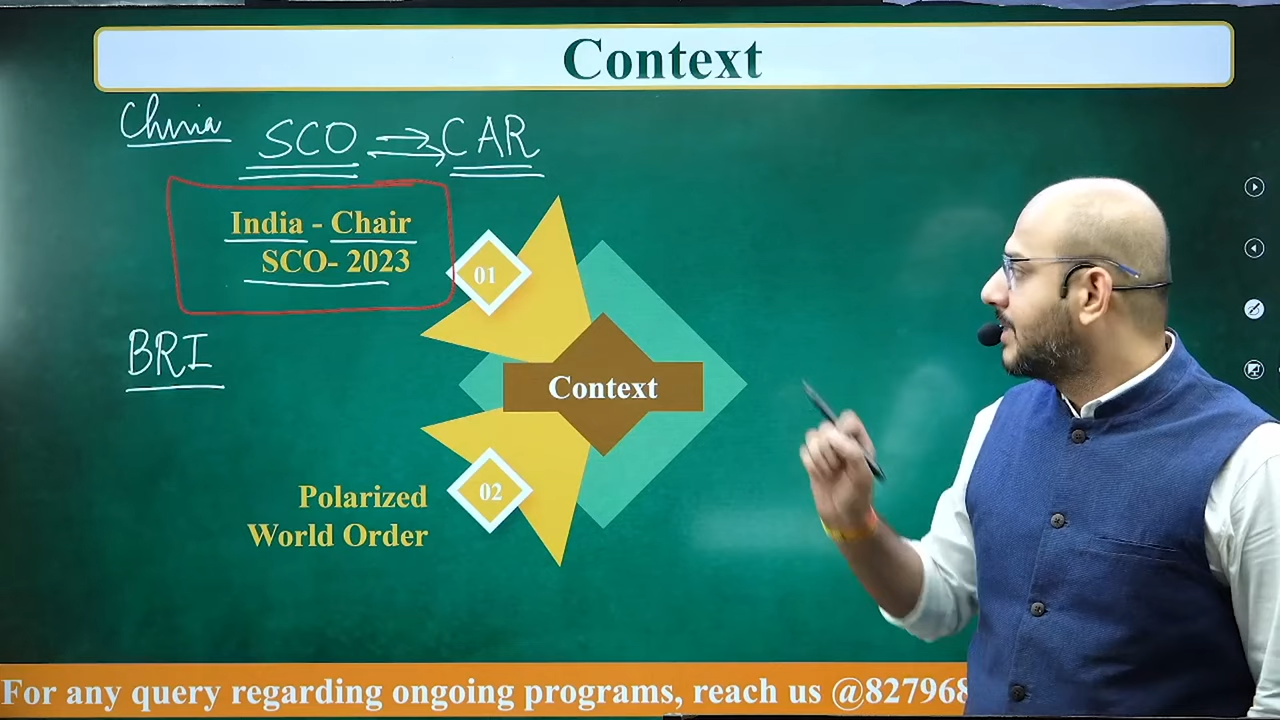 Context
China
SCO ⇒ CAR
India - Chair
SCO- 2023
01
BRI
Context
02
Polarized
World Order
For any query regarding ongoing programs, reach us @827968